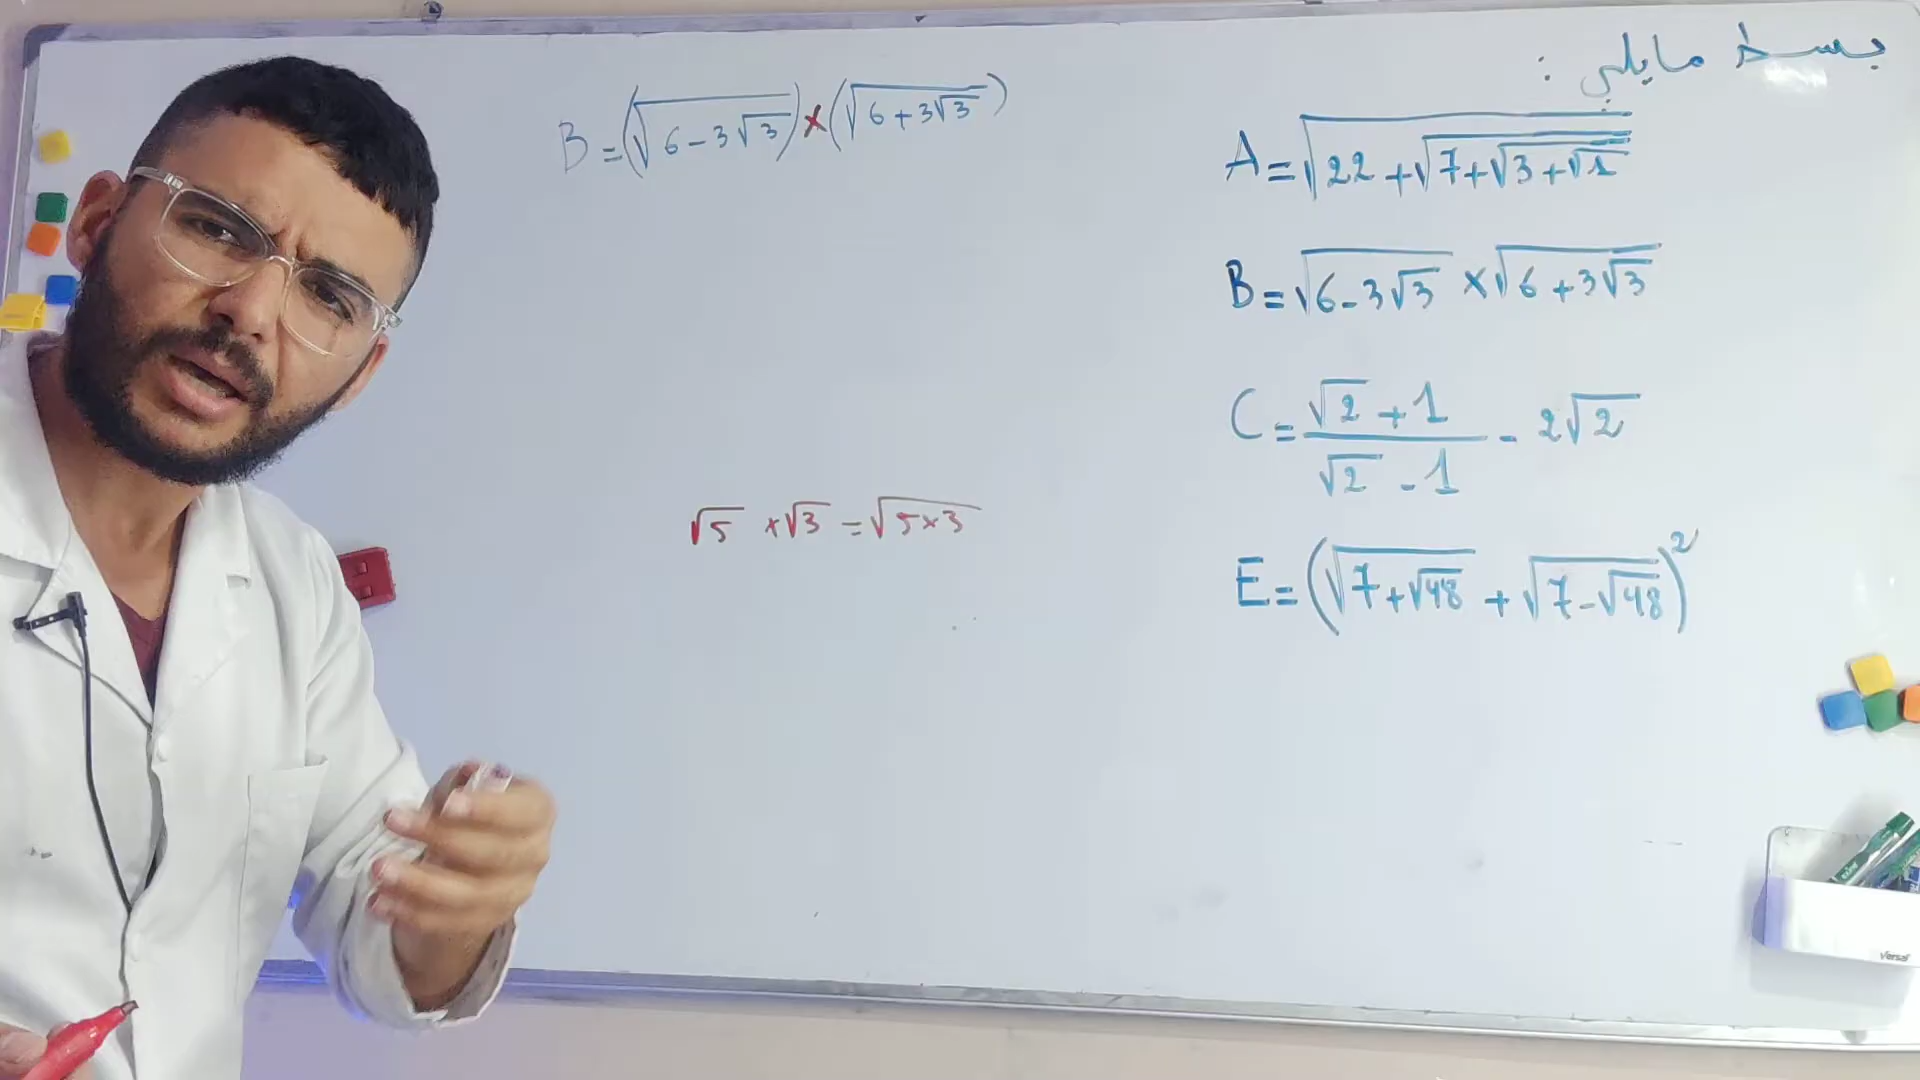 بسط مايلي :
A = √(22 + √(7 + √(3 + √1)))
B = √(6 - 3√3) × √(6 + 3√3)
C = (√2 + 1)/(√2 - 1) - 2√2
E = (√(7 + √48) + √(7 - √48))²
B = (√(6 - 3√3)) × (√(6 + 3√3))
√5 × √3 = √(5 × 3)
Versal